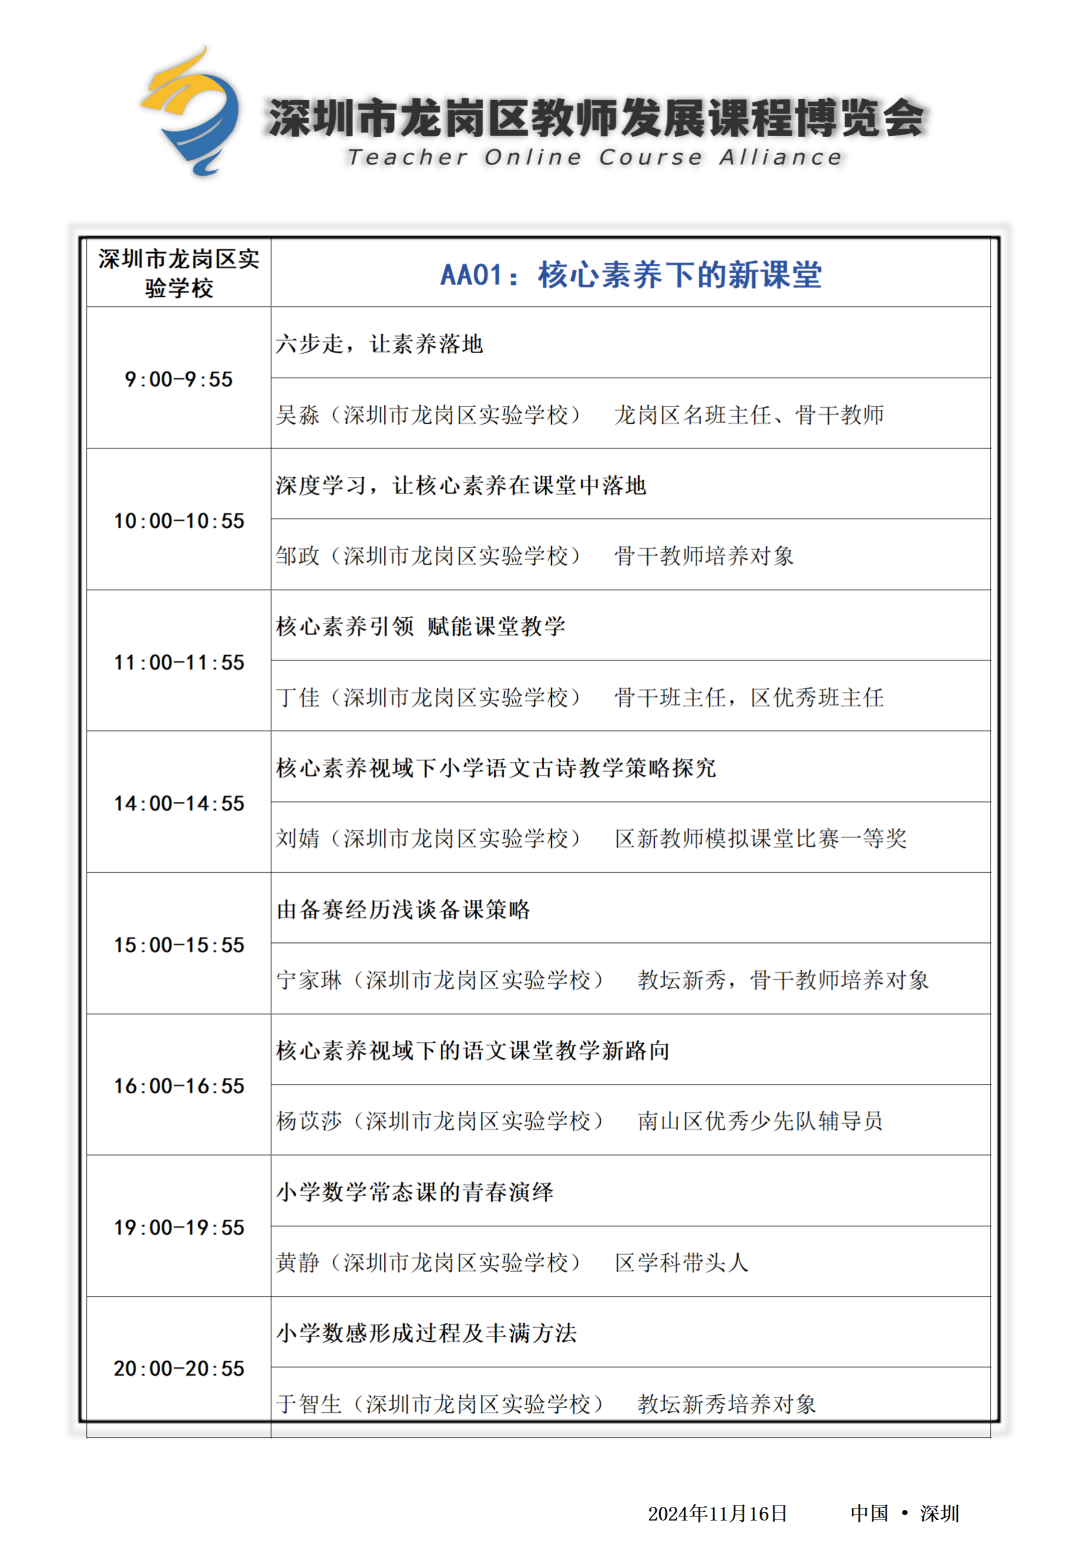 深圳市龙岗区教师发展课程博览会
Teacher Online Course Alliance
深圳市龙岗区实
验学校
AA01：核心素养下的新课堂
9:00-9:55
六步走，让素养落地
吴淼（深圳市龙岗区实验学校） 龙岗区名班主任、骨干教师
10:00-10:55
深度学习，让核心素养在课堂中落地
邹政（深圳市龙岗区实验学校） 骨干教师培养对象
11:00-11:55
核心素养引领 赋能课堂教学
丁佳（深圳市龙岗区实验学校） 骨干班主任，区优秀班主任
14:00-14:55
核心素养视域下小学语文古诗教学策略探究
刘婧（深圳市龙岗区实验学校） 区新教师模拟课堂比赛一等奖
15:00-15:55
由备赛经历浅谈备课策略
宁家琳（深圳市龙岗区实验学校） 教坛新秀，骨干教师培养对象
16:00-16:55
核心素养视域下的语文课堂教学新路向
杨苡莎（深圳市龙岗区实验学校） 南山区优秀少先队辅导员
19:00-19:55
小学数学常态课的青春演绎
黄静（深圳市龙岗区实验学校） 区学科带头人
20:00-20:55
小学数感形成过程及丰满方法
于智生（深圳市龙岗区实验学校） 教坛新秀培养对象
2024年11月16日 中国 • 深圳